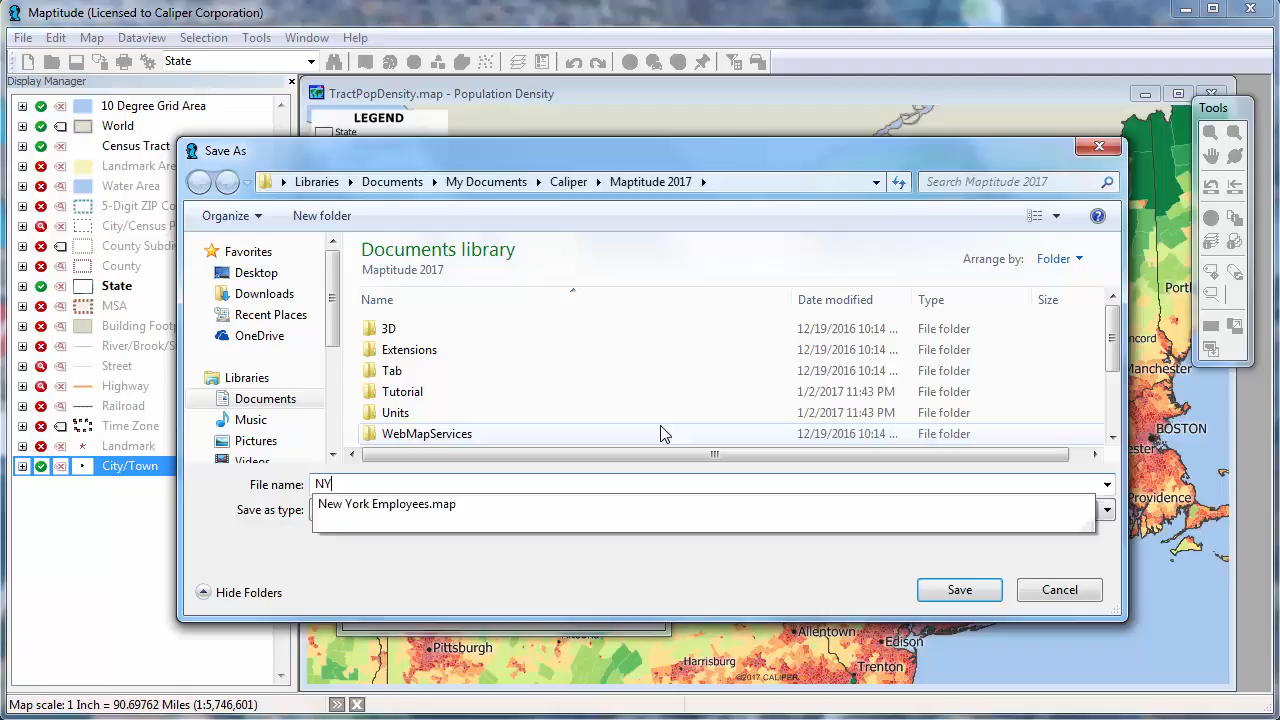 Maptitude (Licensed to Caliper Corporation)
File Edit Map Dataview Selection Tools Window Help
State
Display Manager
10 Degree Grid Area
World
Census Tract
Landmark Are
Water Area
5-Digit ZIP Co
City/Census P
County Subdiv
County
State
MSA
Building Foot
River/Brook/S
Street
Highway
Railroad
Time Zone
Landmark
City/Town
TractPopDensity.map - Population Density
LEGEND
State
Tools
Save As
Libraries Documents My Documents Caliper Maptitude 2017
Search Maptitude 2017
Organize New folder
Favorites
Desktop
Downloads
Recent Places
OneDrive
Libraries
Documents
Music
Pictures
Videos
Documents library
Maptitude 2017
Arrange by: Folder
Name Date modified Type Size
3D 12/19/2016 10:14 ... File folder
Extensions 12/19/2016 10:14 ... File folder
Tab 12/19/2016 10:14 ... File folder
Tutorial 1/2/2017 11:43 PM File folder
Units 1/2/2017 11:43 PM File folder
WebMapServices 12/19/2016 10:14 ... File folder
File name: NY
New York Employees.map
Save as type:
Hide Folders
Save Cancel
Portl
oncord
Manchester
BOSTON
Providence
Pittsburgh
Harrisburg
Allentown
Edison
Trenton
©2017 CALIPER
Map scale: 1 Inch = 90.69762 Miles (1:5,746,601)